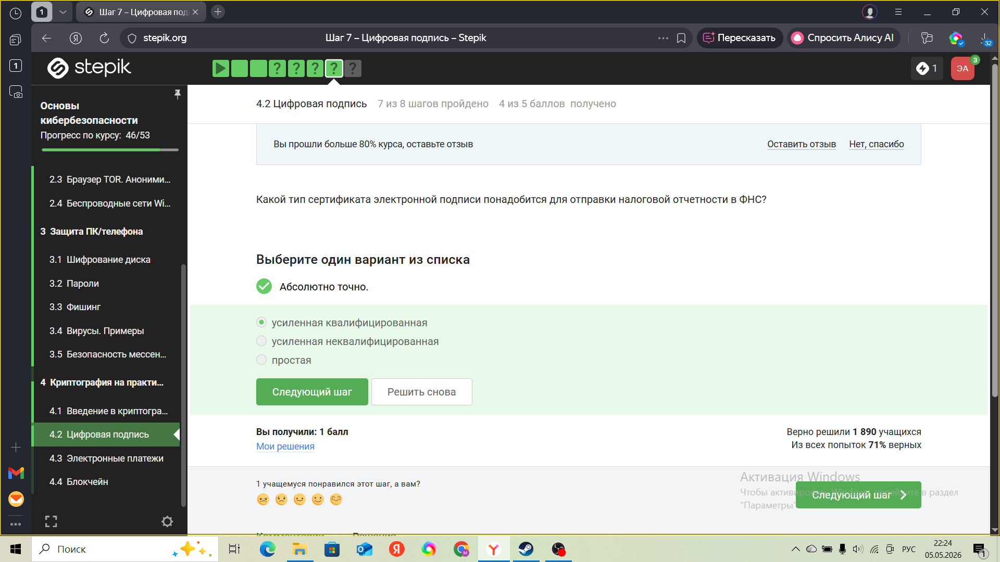 1
Шаг 7 – Цифровая под
stepik.org
Шаг 7 – Цифровая подпись – Stepik
Пересказать
Спросить Алису AI
32
1
stepik
? ? ? ? ?
1
ЭА
3
Основы
кибербезопасности
Прогресс по курсу: 46/53
2.3 Браузер TOR. Аноними...
2.4 Беспроводные сети Wi...
3 Защита ПК/телефона
3.1 Шифрование диска
3.2 Пароли
3.3 Фишинг
3.4 Вирусы. Примеры
3.5 Безопасность мессен...
4 Криптография на практи...
4.1 Введение в криптогра...
4.2 Цифровая подпись
4.3 Электронные платежи
4.4 Блокчейн
4.2 Цифровая подпись 7 из 8 шагов пройдено 4 из 5 баллов получено
Вы прошли больше 80% курса, оставьте отзыв
Оставить отзыв Нет, спасибо
Какой тип сертификата электронной подписи понадобится для отправки налоговой отчетности в ФНС?
Выберите один вариант из списка
Абсолютно точно.
усиленная квалифицированная
усиленная неквалифицированная
простая
Следующий шаг
Решить снова
Вы получили: 1 балл
Мои решения
Верно решили 1 890 учащихся
Из всех попыток 71% верных
1 учащемуся понравился этот шаг, а вам?
Активация Windows
Чтобы активировать Windows, перейдите в раздел
"Параметры"
Следующий шаг
Комментарии Решения
Поиск
РУС
22:24
05.05.2026
1